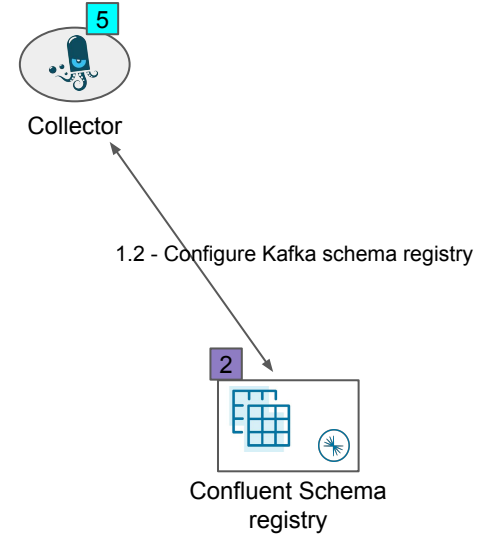 5
Collector
1.2 - Configure Kafka schema registry
2
Confluent Schema
registry